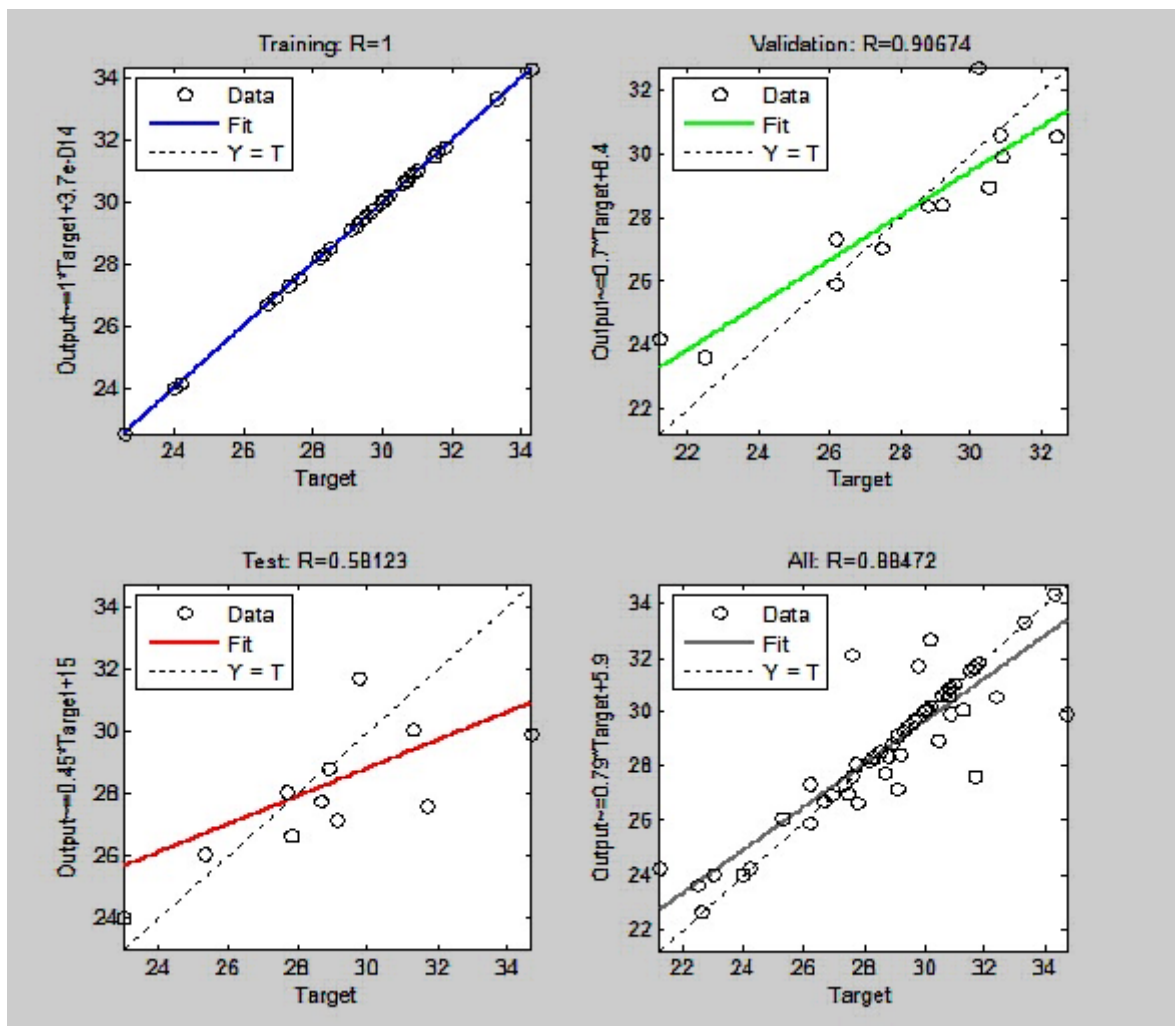 Training: R=1
Output~=1*Target+3.7e-014
34
32
30
28
26
24
Data
Fit
Y = T
24
26
28
30
32
34
Target
Validation: R=0.90674
Output~=0.7*Target+8.4
32
30
28
26
24
22
Data
Fit
Y = T
22
24
26
28
30
32
Target
Test: R=0.58123
Output~=0.45*Target+15
34
32
30
28
26
24
Data
Fit
Y = T
24
26
28
30
32
34
Target
All: R=0.88472
Output~=0.79*Target+5.9
34
32
30
28
26
24
22
Data
Fit
Y = T
22
24
26
28
30
32
34
Target